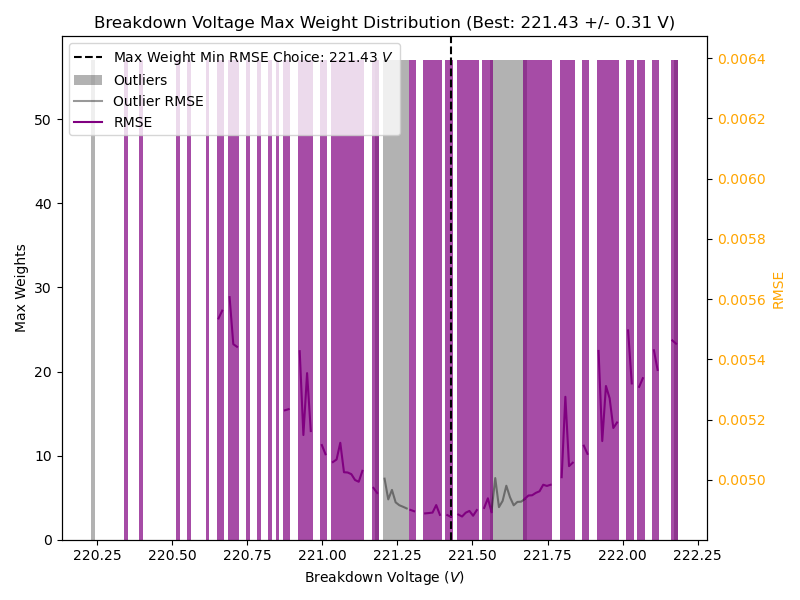 Breakdown Voltage Max Weight Distribution (Best: 221.43 +/- 0.31 V)
Max Weight Min RMSE Choice: 221.43 V
Outliers
Outlier RMSE
RMSE
Max Weights
0
10
20
30
40
50
0.0064
0.0062
0.0060
0.0058
0.0056
0.0054
0.0052
0.0050
RMSE
220.25 220.50 220.75 221.00 221.25 221.50 221.75 222.00 222.25
Breakdown Voltage (V)